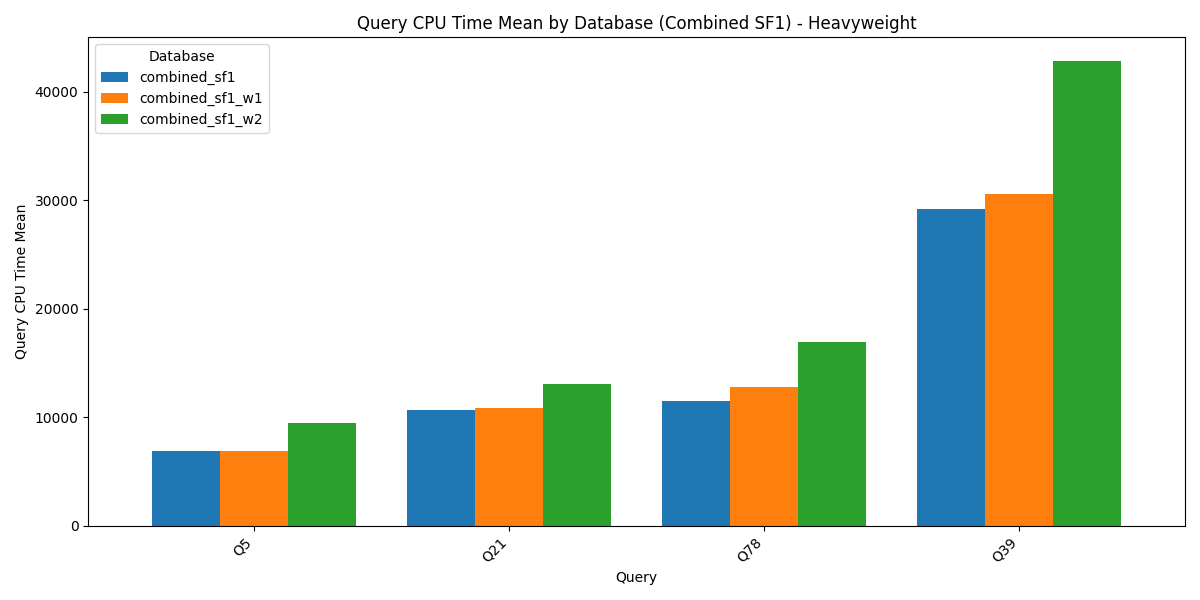 Query CPU Time Mean by Database (Combined SF1) - Heavyweight
Database
combined_sf1
combined_sf1_w1
combined_sf1_w2
Query CPU Time Mean
40000
30000
20000
10000
0
Q5
Q21
Q78
Q39
Query